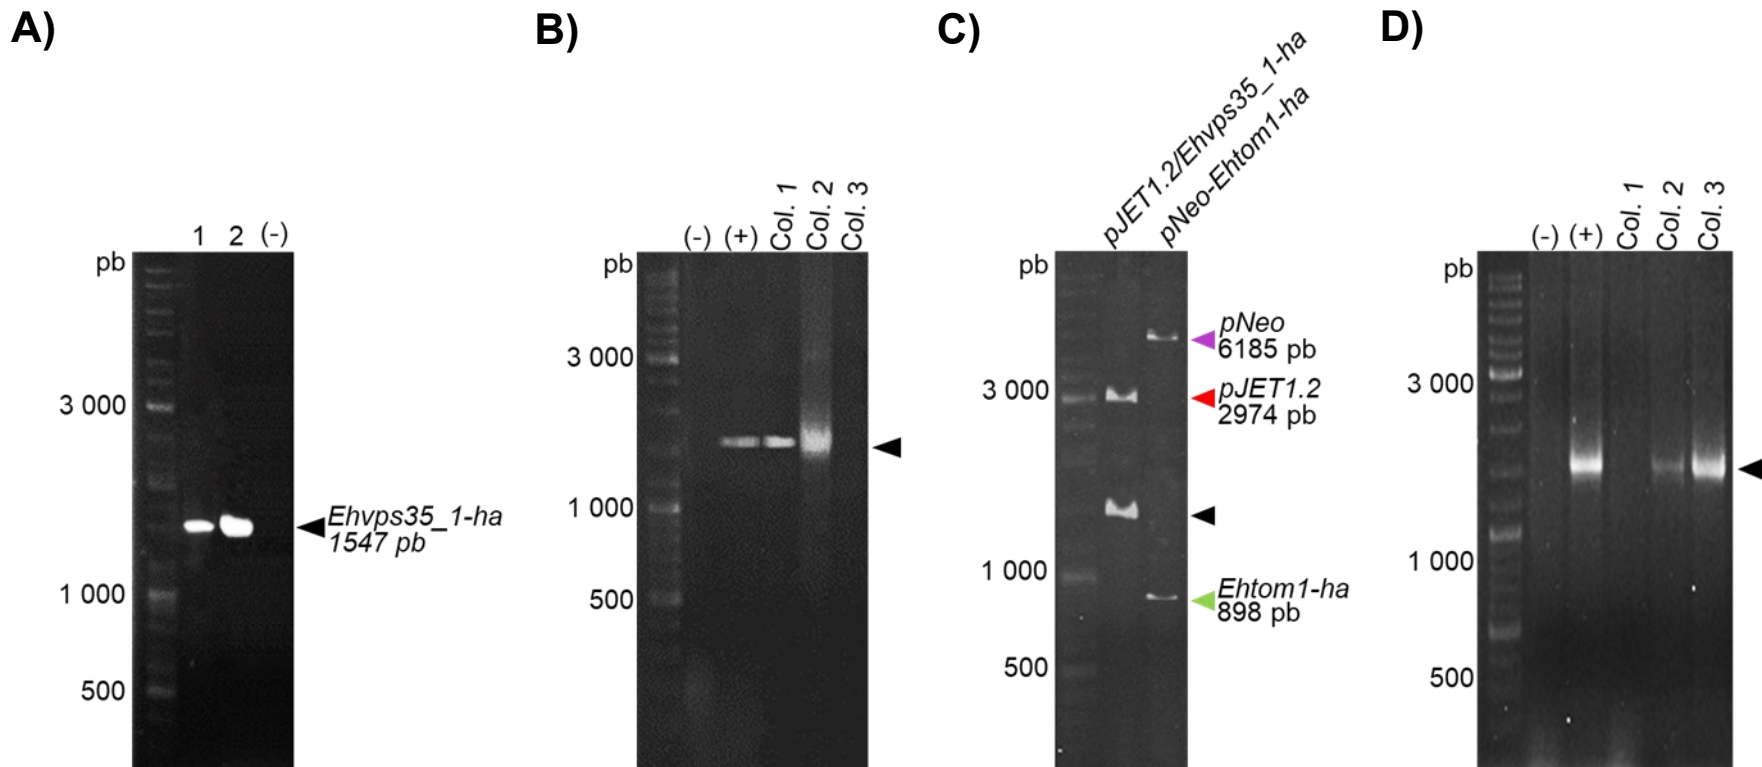 A)
B)
C)
D)
1 2 (-)
pb
3 000
1 000
500
Ehvps35_1-ha
1547 pb
(-) (+) Col. 1 Col. 2 Col. 3
pb
3 000
1 000
500
pJET1.2/Ehvps35_1-ha
pNeo-Ehtom1-ha
pb
3 000
1 000
500
pNeo
6185 pb
pJET1.2
2974 pb
Ehtom1-ha
898 pb
(-) (+) Col. 1 Col. 2 Col. 3
pb
3 000
1 000
500